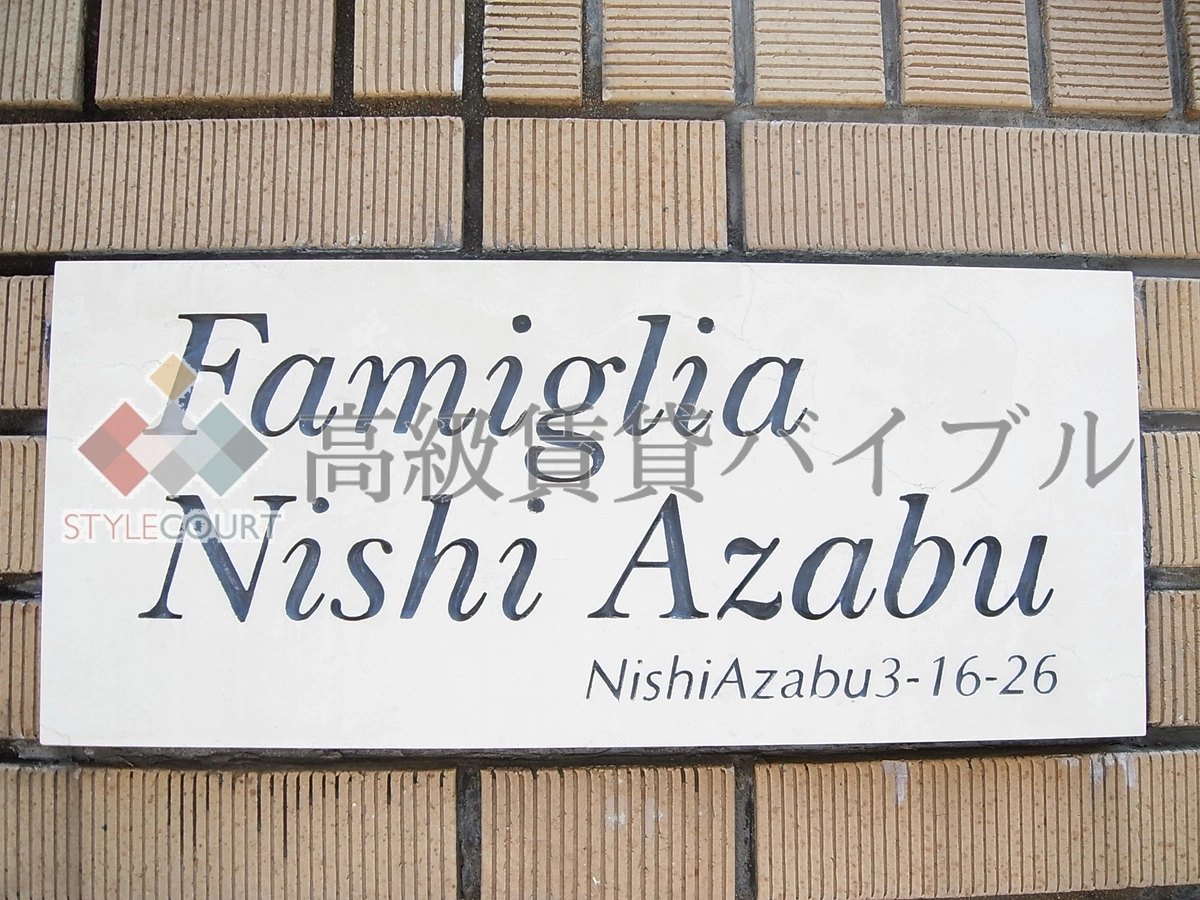 Famiglia
高級賃貸バイブル
STYLECOURT
Nishi Azabu
NishiAzabu3-16-26